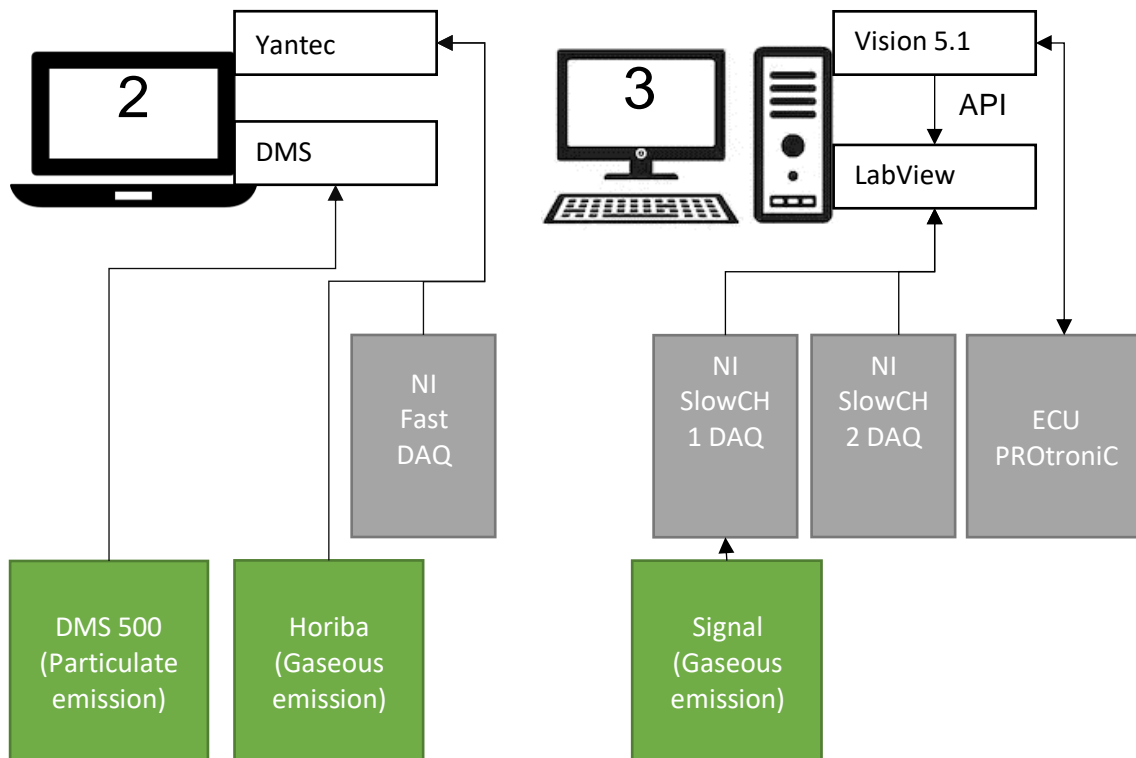 2
Yantec
DMS
3
Vision 5.1
API
LabView
NI
Fast
DAQ
NI
SlowCH
1 DAQ
NI
SlowCH
2 DAQ
ECU
PROtroniC
DMS 500
(Particulate
emission)
Horiba
(Gaseous
emission)
Signal
(Gaseous
emission)